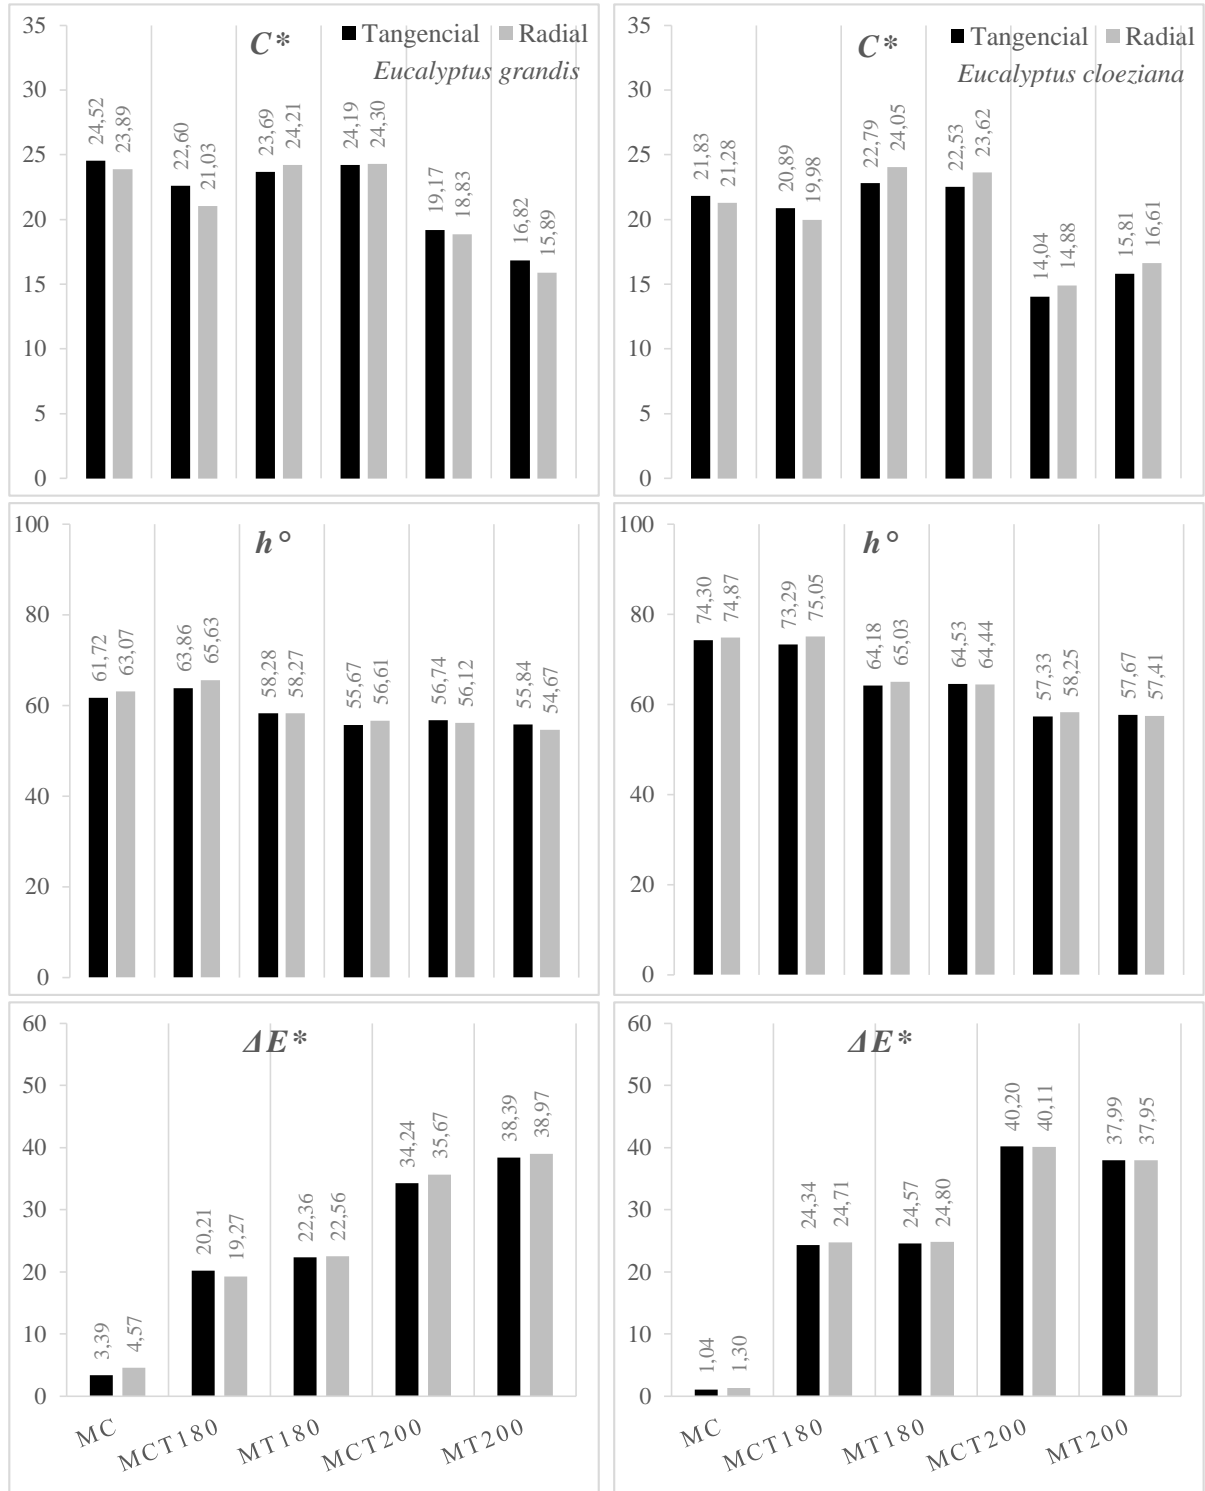 C*
Tangencial Radial
Eucalyptus grandis
35
30
25
20
15
10
5
0
24,52 23,89 22,60 21,03 23,69 24,21 24,19 24,30 19,17 18,83 16,82 15,89
C*
Tangencial Radial
Eucalyptus cloeziana
35
30
25
20
15
10
5
0
21,83 21,28 20,89 19,98 22,79 24,05 22,53 23,62 14,04 14,88 15,81 16,61
h°
100
80
60
40
20
0
61,72 63,07 63,86 65,63 58,28 58,27 55,67 56,61 56,74 56,12 55,84 54,67
h°
100
80
60
40
20
0
74,30 74,87 73,29 75,05 64,18 65,03 64,53 64,44 57,33 58,25 57,67 57,41
ΔE*
60
50
40
30
20
10
0
3,39 4,57 20,21 19,27 22,36 22,56 34,24 35,67 38,39 38,97
MC MCT180 MT180 MCT200 MT200
ΔE*
60
50
40
30
20
10
0
1,04 1,30 24,34 24,71 24,57 24,80 40,20 40,11 37,99 37,95
MC MCT180 MT180 MCT200 MT200